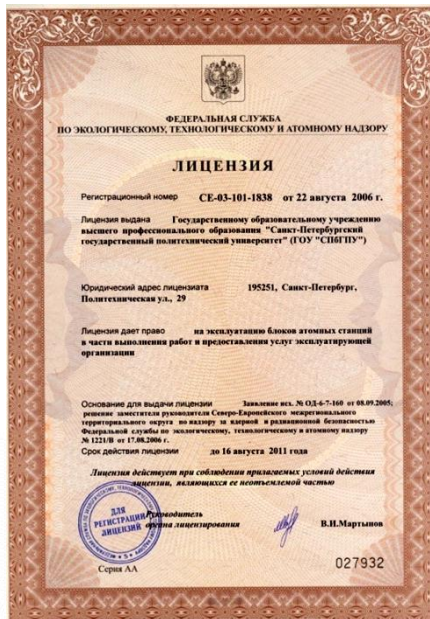 ФЕДЕРАЛЬНАЯ СЛУЖБА
ПО ЭКОЛОГИЧЕСКОМУ, ТЕХНОЛОГИЧЕСКОМУ И АТОМНОМУ НАДЗОРУ
ЛИЦЕНЗИЯ
Регистрационный номер СЕ-03-101-1838 от 22 августа 2006 г.
Лицензия выдана Государственному образовательному учреждению
высшего профессионального образования "Санкт-Петербургский
государственный политехнический университет" (ГОУ "СПбГПУ")
Юридический адрес лицензиата 195251, Санкт-Петербург,
Политехническая ул., 29
Лицензия дает право на эксплуатацию блоков атомных станций
в части выполнения работ и предоставления услуг эксплуатирующей
организации
Основание для выдачи лицензии Заявление исх. № ОД-6-7-160 от 08.09.2005;
решение заместителя руководителя Северо-Европейского межрегионального
территориального округа по надзору за ядерной и радиационной безопасностью
Федеральной службы по экологическому, технологическому и атомному надзору
№ 1221/В от 17.08.2006 г.
Срок действия лицензии до 16 августа 2011 года
Лицензия действует при соблюдении прилагаемых условий действия
лицензии, являющихся ее неотъемлемой частью
ДЛЯ
РЕГИСТРАЦИИ
ЛИЦЕНЗИЙ
Руководитель
органа лицензирования В.И.Мартынов
Серия АА
027932